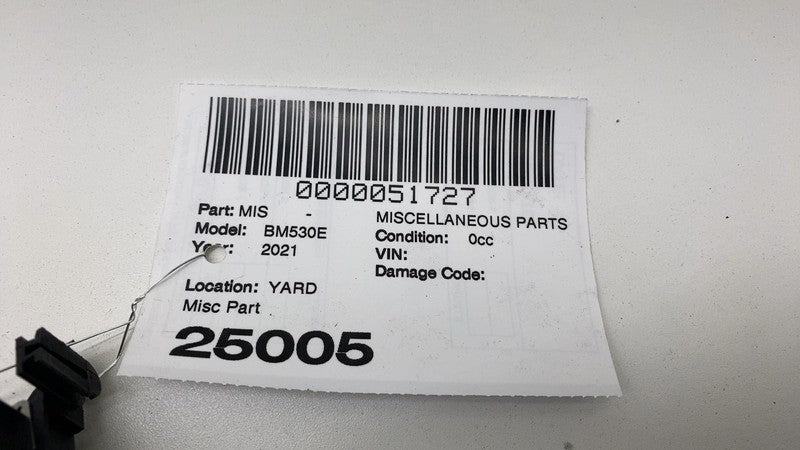 0000051727
Part: MIS - MISCELLANEOUS PARTS
Model: BM530E Condition: 0cc
Year: 2021 VIN:
Damage Code:
Location: YARD
Misc Part
25005